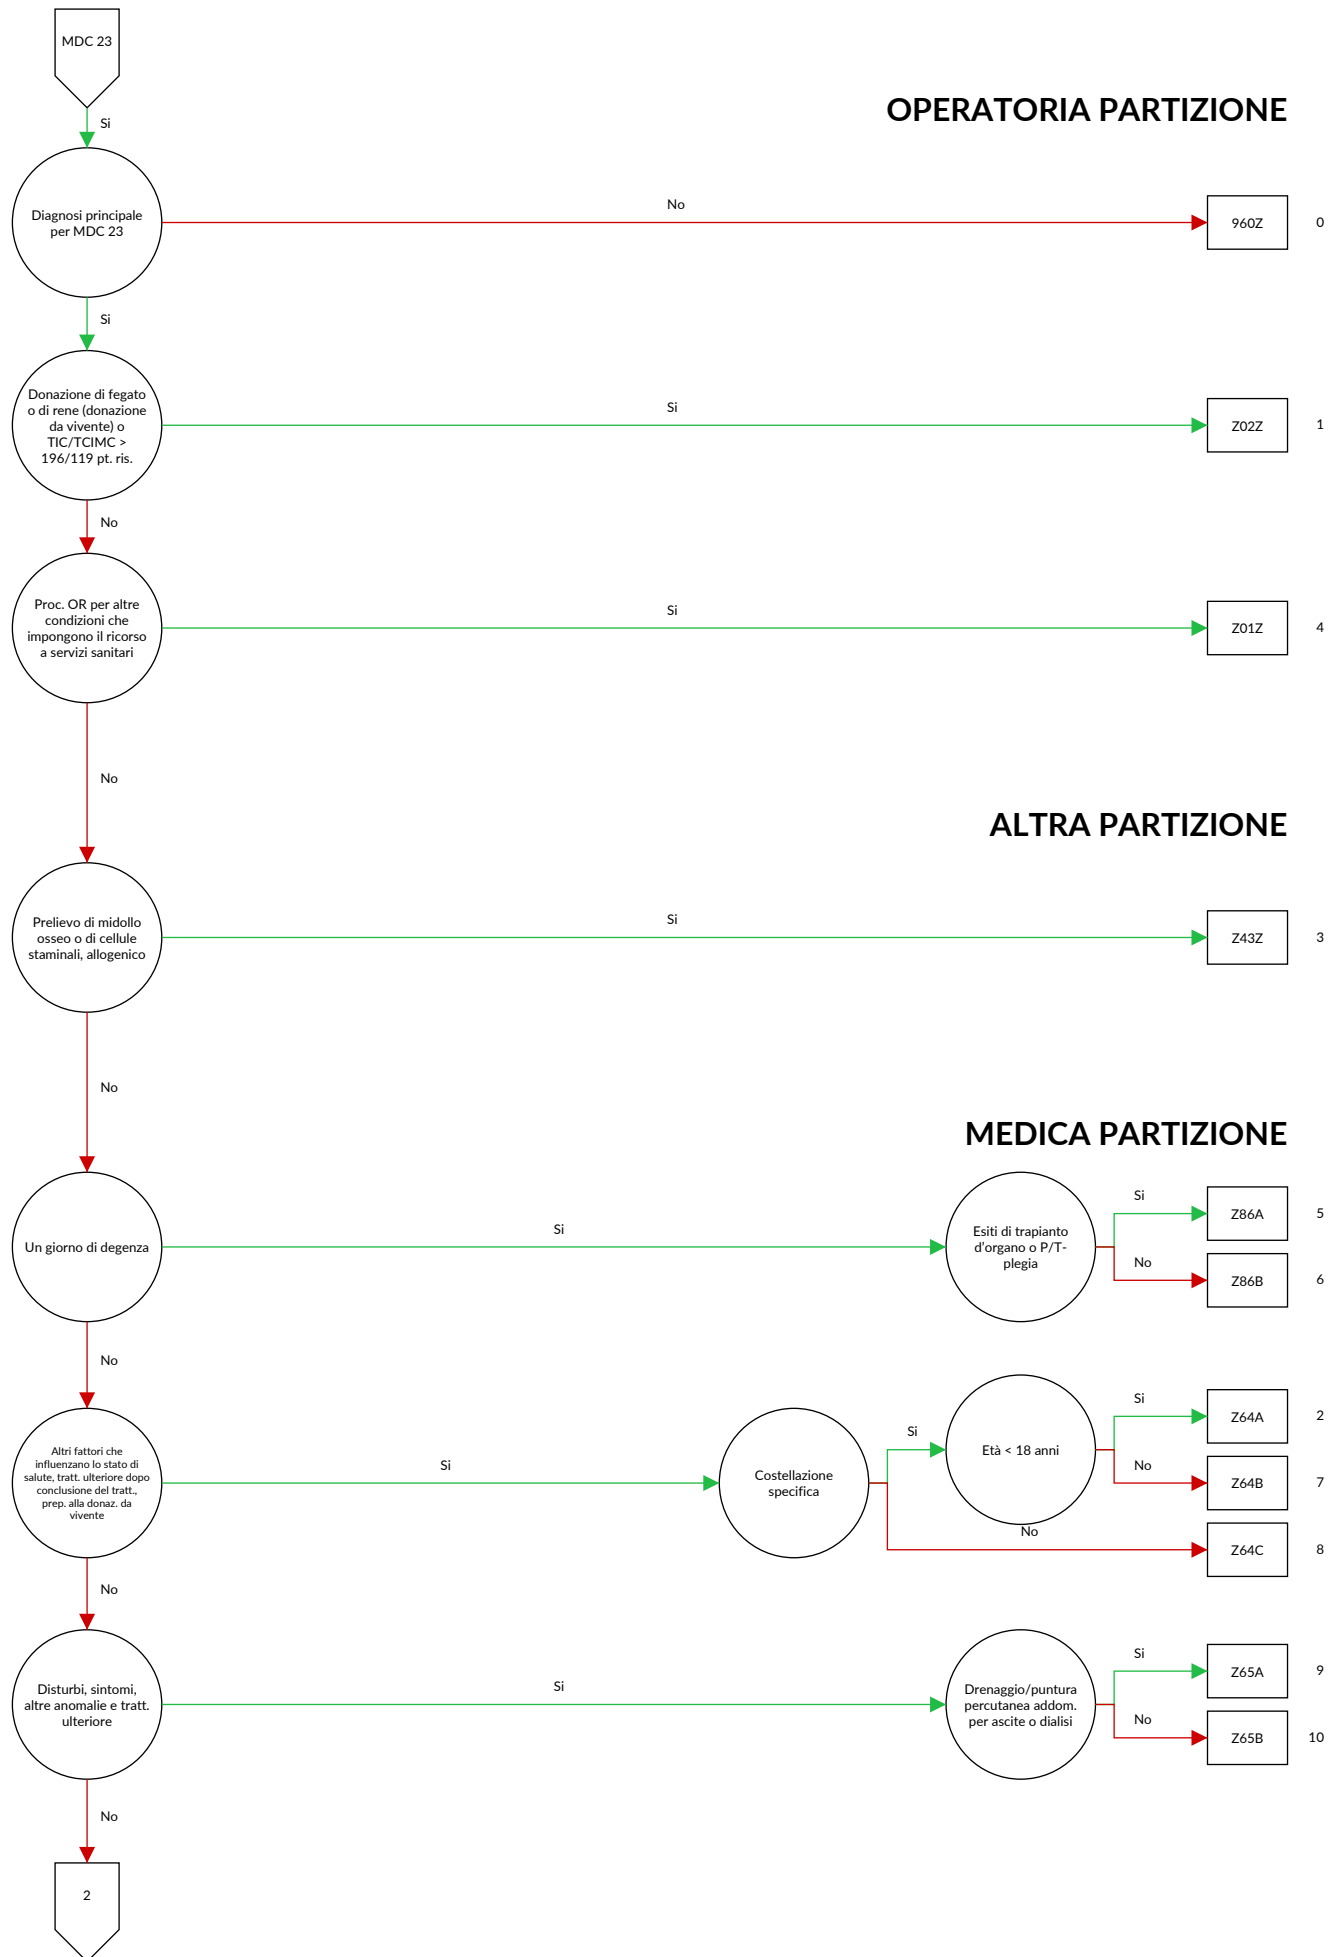 MDC 23
OPERATORIA PARTIZIONE
Si
Diagnosi principale
per MDC 23
No
960Z
0
Si
Donazione di fegato
o di rene (donazione
da vivente) o
TIC/TCIMC >
196/119 pt. ris.
Si
Z02Z
1
No
Proc. OR per altre
condizioni che
impongono il ricorso
a servizi sanitari
Si
Z01Z
4
No
ALTRA PARTIZIONE
Prelievo di midollo
osseo o di cellule
staminali, allogenico
Si
Z43Z
3
No
MEDICA PARTIZIONE
Un giorno di degenza
Si
Esiti di trapianto
d'organo o P/T-
plegia
Si
Z86A
5
No
Z86B
6
No
Altri fattori che
influenzano lo stato di
salute, tratt. ulteriore dopo
conclusione del tratt.,
prep. alla donaz. da
vivente
Si
Costellazione
specifica
Si
Età < 18 anni
Si
Z64A
2
No
Z64B
7
No
Z64C
8
No
Disturbi, sintomi,
altre anomalie e tratt.
ulteriore
Si
Drenaggio/puntura
percutanea addom.
per ascite o dialisi
Si
Z65A
9
No
Z65B
10
No
2